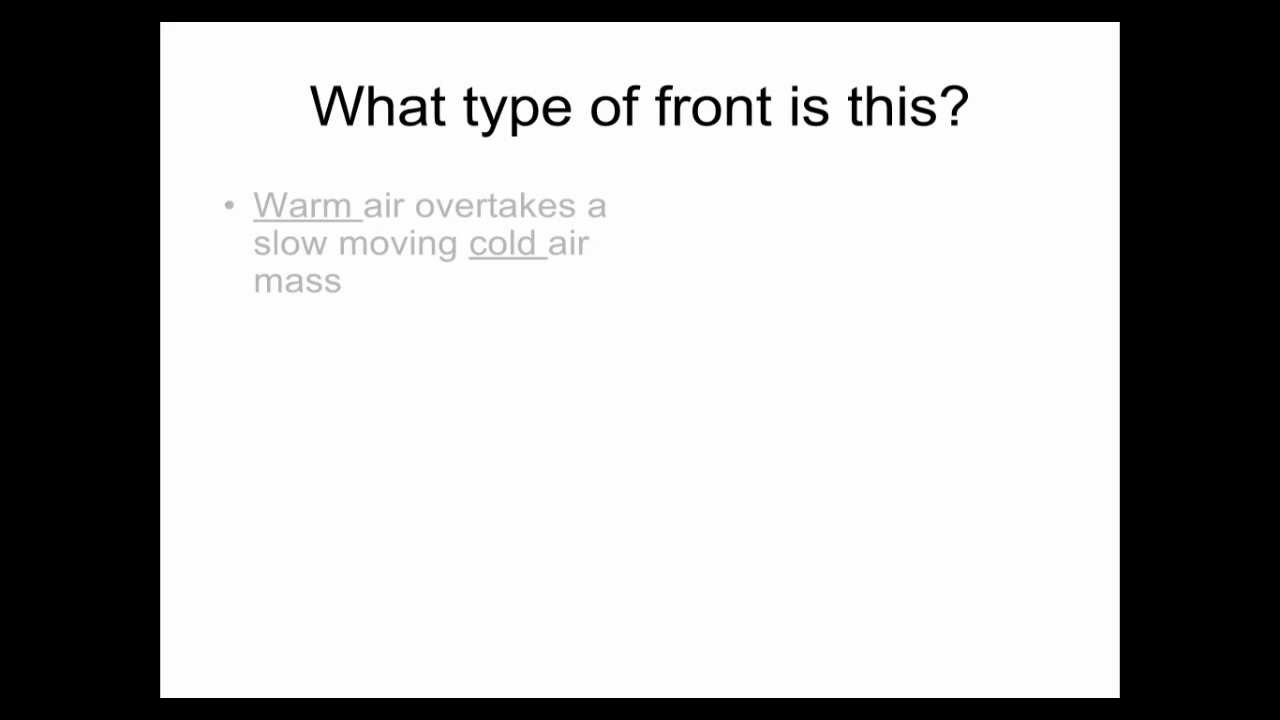 What type of front is this?
• Warm air overtakes a
slow moving cold air
mass